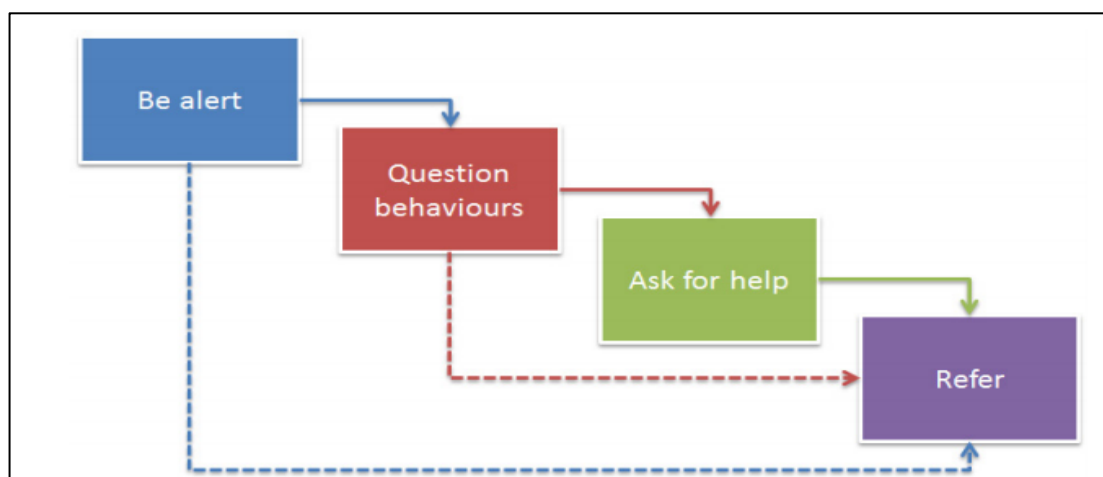 Be alert
Question
behaviours
Ask for help
Refer